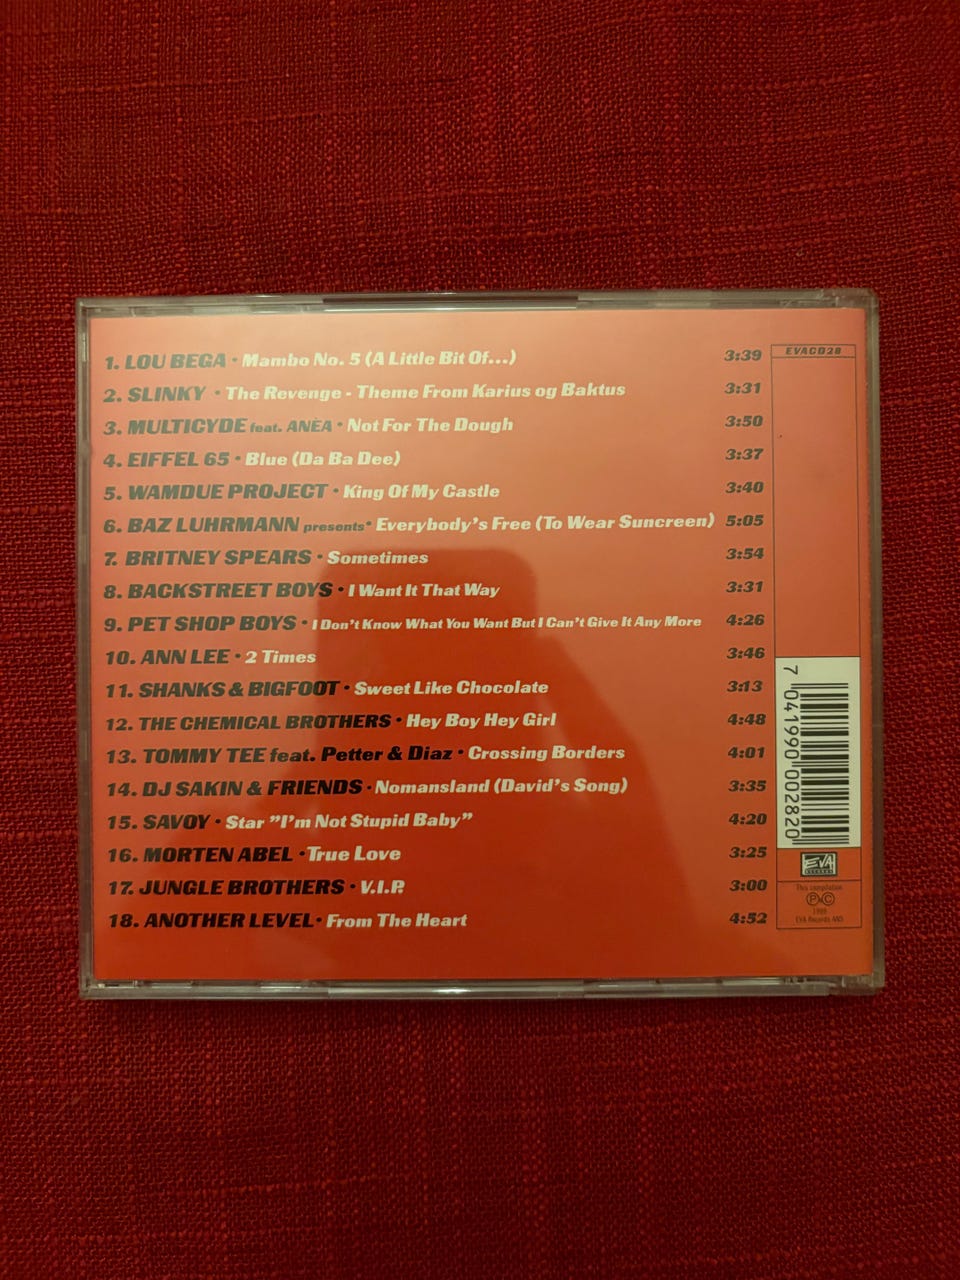 1. LOU BEGA • Mambo No. 5 (A Little Bit Of...) 3:39
2. SLINKY • The Revenge - Theme From Karius og Baktus 3:31
3. MULTICYDE feat. ANÈA • Not For The Dough 3:50
4. EIFFEL 65 • Blue (Da Ba Dee) 3:37
5. WAMDUE PROJECT • King Of My Castle 3:40
6. BAZ LUHRMANN presents • Everybody's Free (To Wear Suncreen) 5:05
7. BRITNEY SPEARS • Sometimes 3:54
8. BACKSTREET BOYS • I Want It That Way 3:31
9. PET SHOP BOYS • I Don't Know What You Want But I Can't Give It Any More 4:26
10. ANN LEE • 2 Times 3:46
11. SHANKS & BIGFOOT • Sweet Like Chocolate 3:13
12. THE CHEMICAL BROTHERS • Hey Boy Hey Girl 4:48
13. TOMMY TEE feat. Petter & Diaz • Crossing Borders 4:01
14. DJ SAKIN & FRIENDS • Nomansland (David's Song) 3:35
15. SAVOY • Star "I'm Not Stupid Baby" 4:20
16. MORTEN ABEL • True Love 3:25
17. JUNGLE BROTHERS • V.I.P. 3:00
18. ANOTHER LEVEL • From The Heart 4:52
EVACD28
7 041990 002820
EVA
RECORDS
This compilation
Ⓟ©
1999
EVA Records ANS